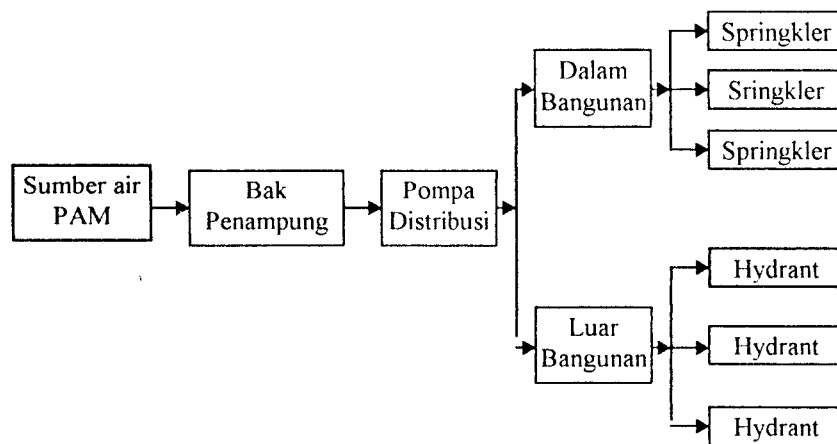 Sumber air
PAM
Bak
Penampung
Pompa
Distribusi
Dalam
Bangunan
Springkler
Sringkler
Springkler
Luar
Bangunan
Hydrant
Hydrant
Hydrant